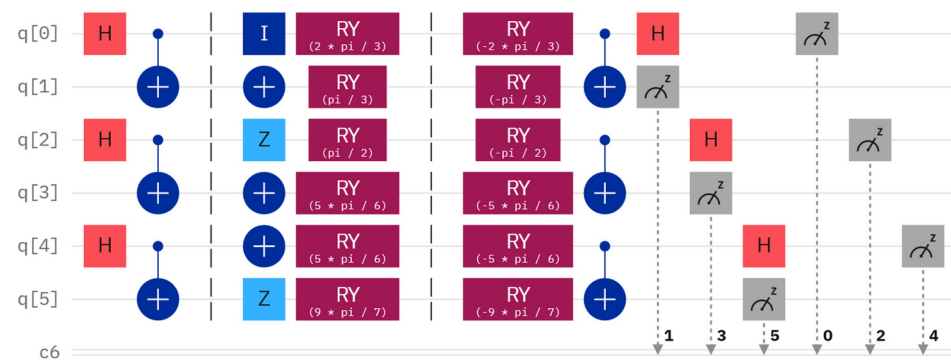 q[0] H I RY (2 * pi / 3) RY (-2 * pi / 3) H z
q[1] RY (pi / 3) RY (-pi / 3) z
q[2] H Z RY (pi / 2) RY (-pi / 2) H z
q[3] RY (5 * pi / 6) RY (-5 * pi / 6) z
q[4] H RY (5 * pi / 6) RY (-5 * pi / 6) H z
q[5] Z RY (9 * pi / 7) RY (-9 * pi / 7) z
1 3 5 0 2 4
c6